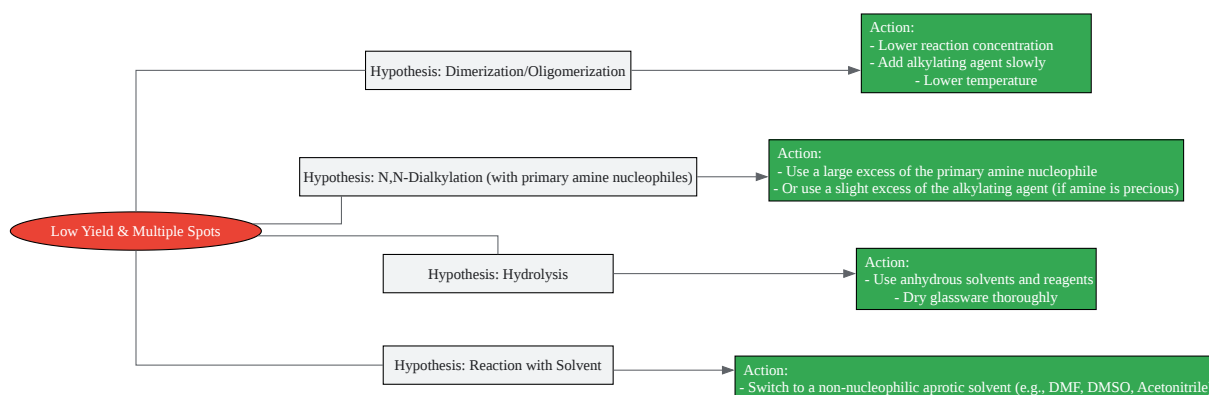 Action:
- Lower reaction concentration
Hypothesis: Dimerization/Oligomerization
- Add alkylating agent slowly
- Lower temperature
Action:
Hypothesis: N,N-Dialkylation (with primary amine nucleophiles)
- Use a large excess of the primary amine nucleophile
- Or use a slight excess of the alkylating agent (if amine is precious)
Low Yield & Multiple Spots
Action:
Hypothesis: Hydrolysis
- Use anhydrous solvents and reagents
- Dry glassware thoroughly
Hypothesis: Reaction with Solvent
Action:
- Switch to a non-nucleophilic aprotic solvent (e.g., DMF, DMSO, Acetonitrile